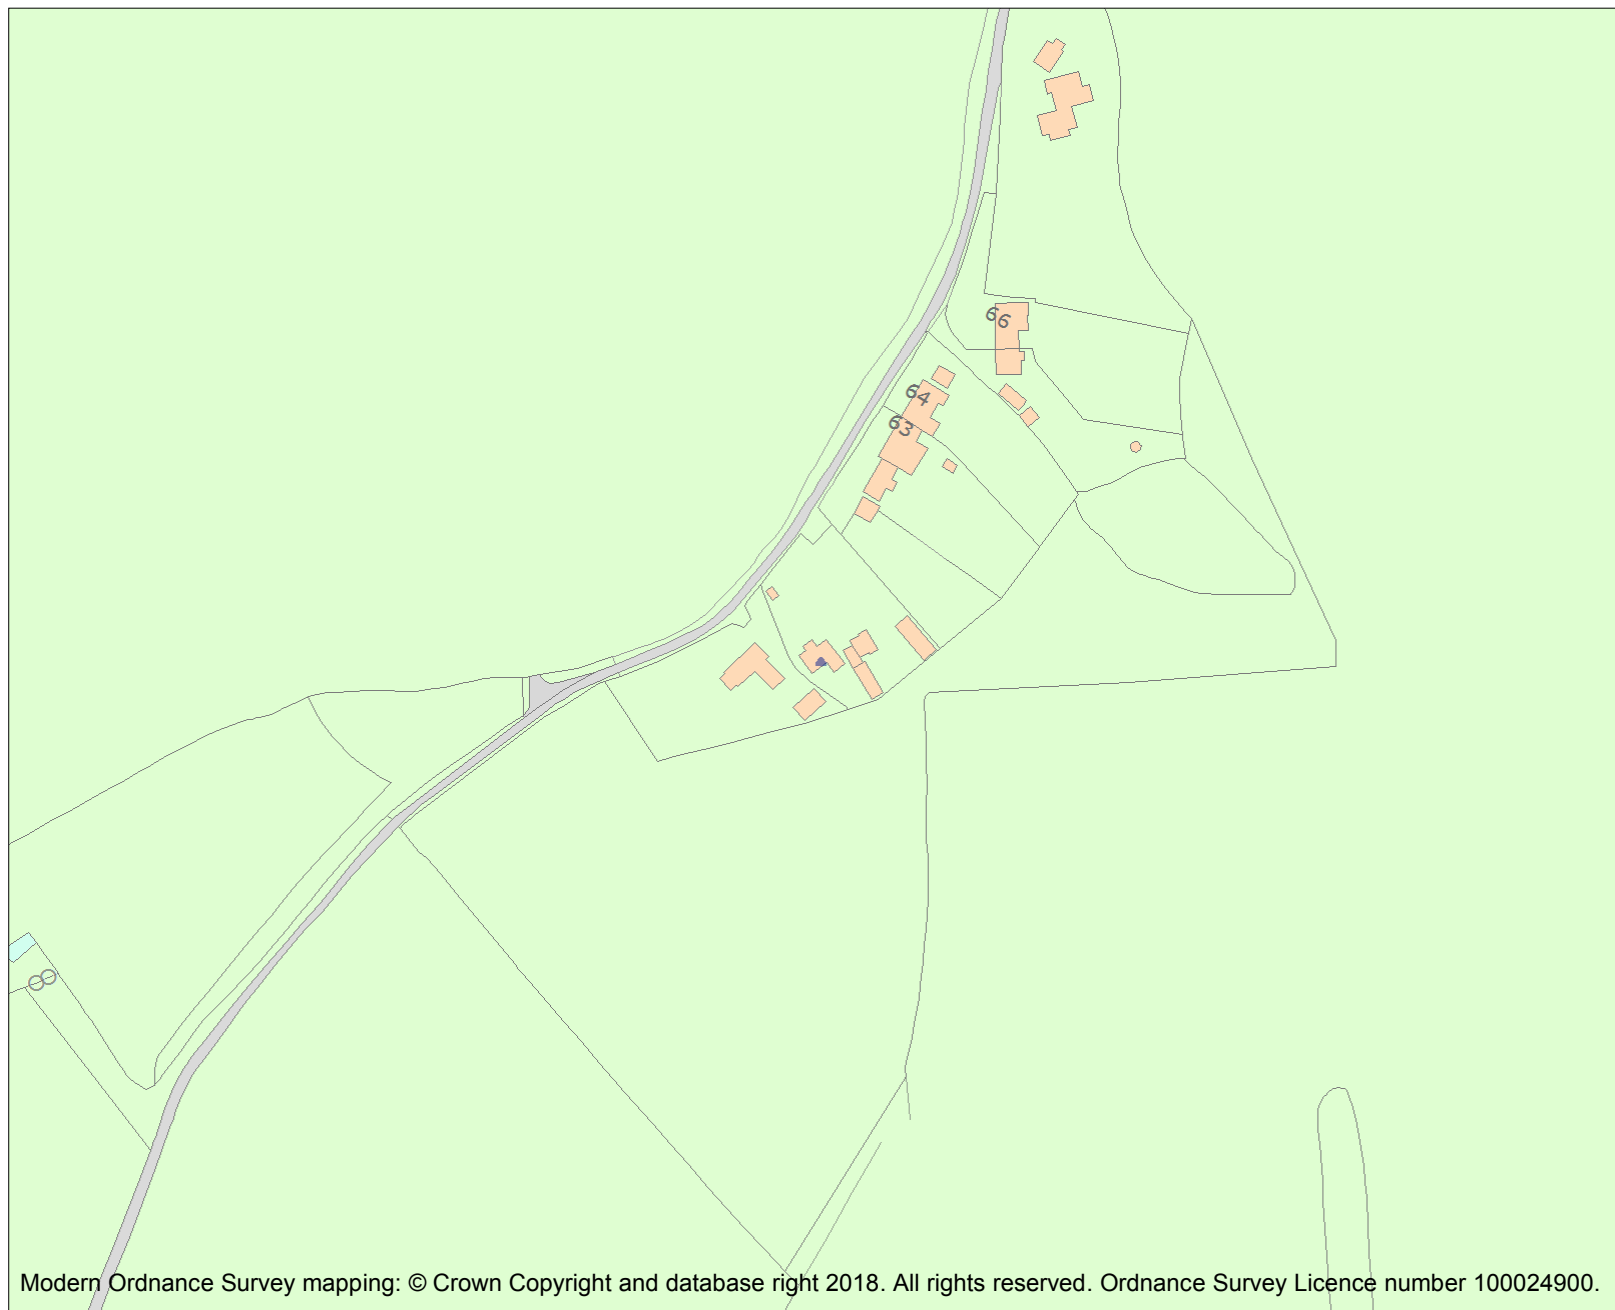 66
64
63
Modern Ordnance Survey mapping: © Crown Copyright and database right 2018. All rights reserved. Ordnance Survey Licence number 100024900.